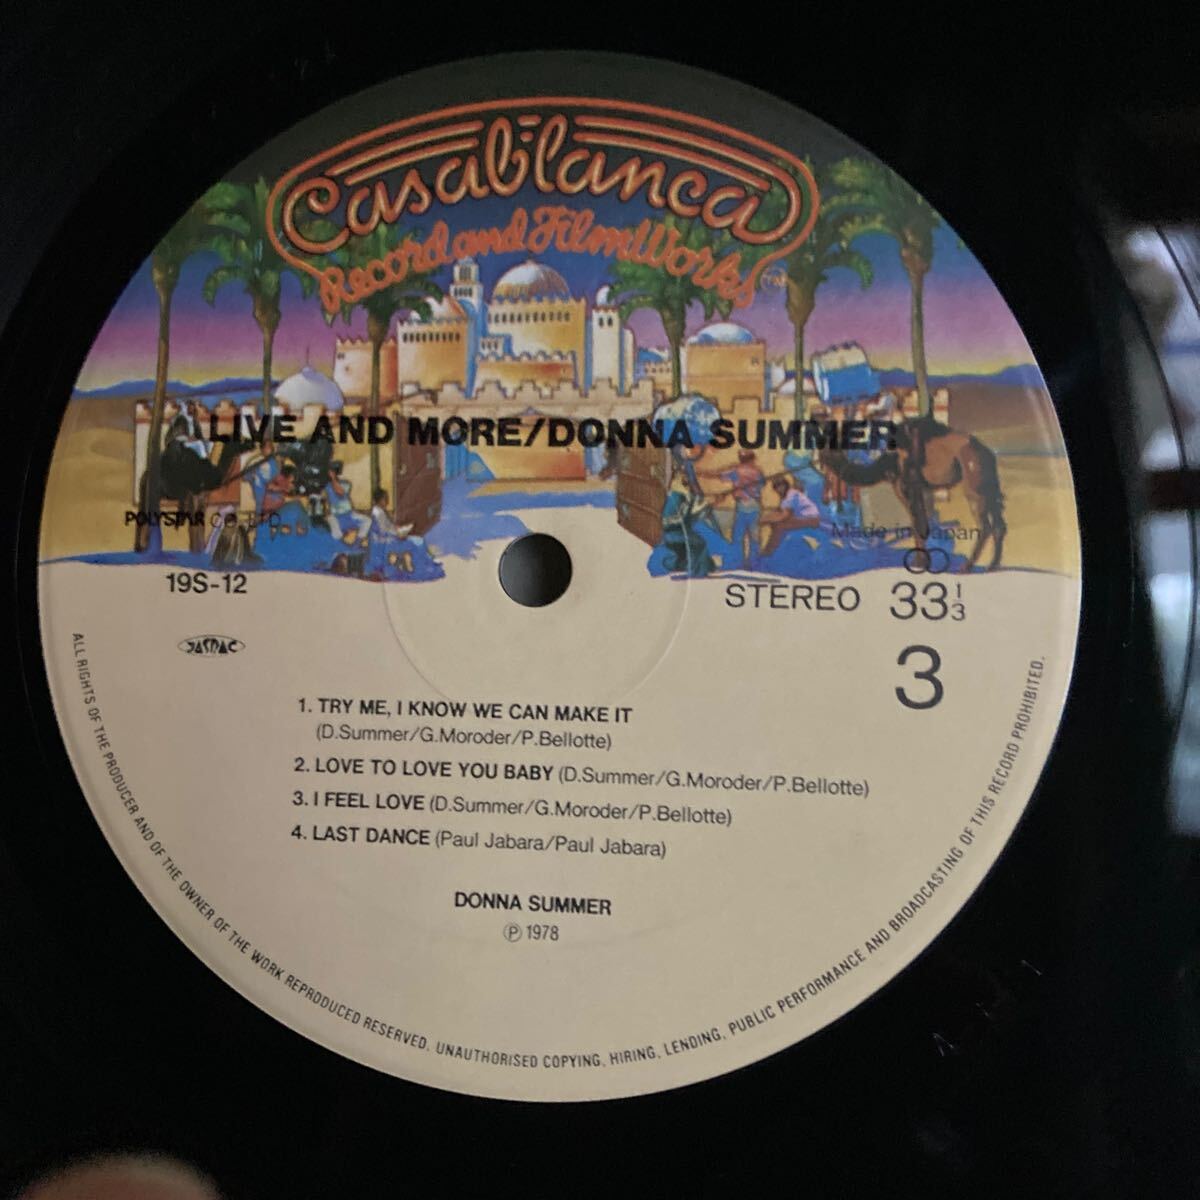 Casablanca
Record and FilmWorks
TM
LIVE AND MORE/DONNA SUMMER
POLYSTAR CO., LTD.
Made in Japan
19S-12
STEREO 33 1/3
JASRAC
3
1. TRY ME, I KNOW WE CAN MAKE IT
(D.Summer/G.Moroder/P.Bellotte)
2. LOVE TO LOVE YOU BABY (D.Summer/G.Moroder/P.Bellotte)
3. I FEEL LOVE (D.Summer/G.Moroder/P.Bellotte)
4. LAST DANCE (Paul Jabara/Paul Jabara)
DONNA SUMMER
℗ 1978
ALL RIGHTS OF THE PRODUCER AND OF THE OWNER OF THE WORK REPRODUCED RESERVED. UNAUTHORISED COPYING, HIRING, LENDING, PUBLIC PERFORMANCE AND BROADCASTING OF THIS RECORD PROHIBITED.